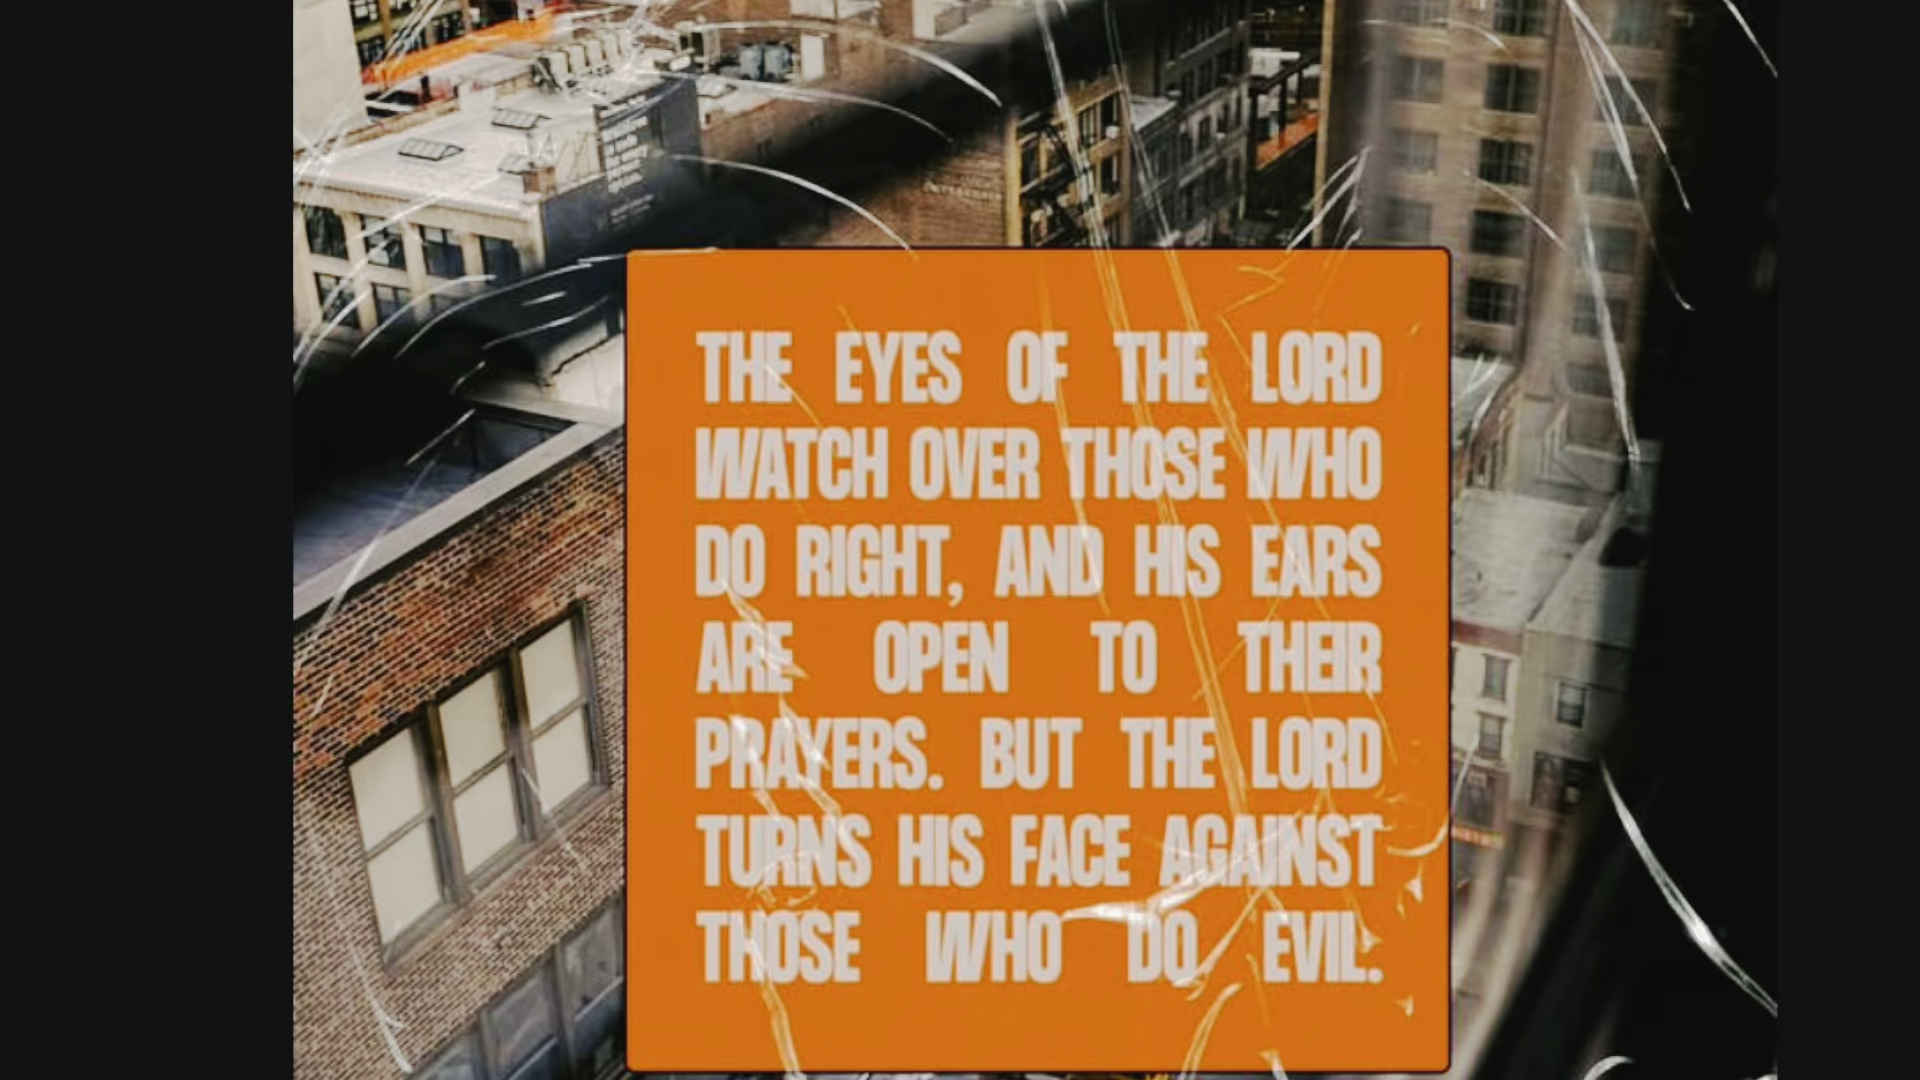 THE EYES OF THE LORD
WATCH OVER THOSE WHO
DO RIGHT, AND HIS EARS
ARE OPEN TO THEIR
PRAYERS. BUT THE LORD
TURNS HIS FACE AGAINST
THOSE WHO DO EVIL.